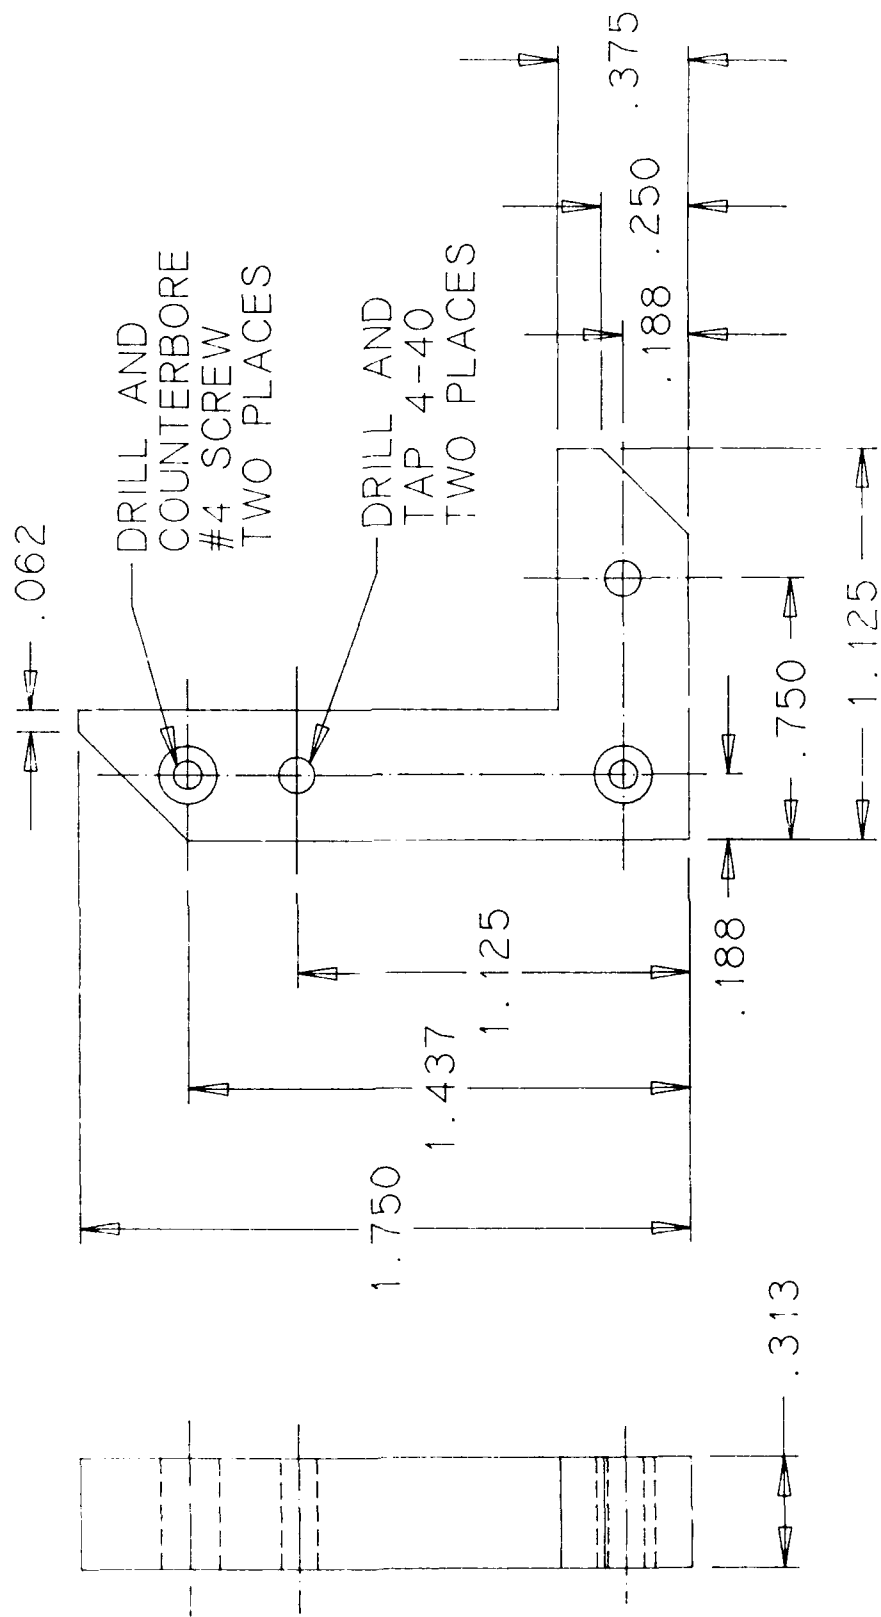 .062
DRILL AND
COUNTERBORE
#4 SCREW
TWO PLACES
DRILL AND
TAP 4-40
TWO PLACES
.375
.250
.188
1.750
1.437
1.125
.188
.750
1.125
.313